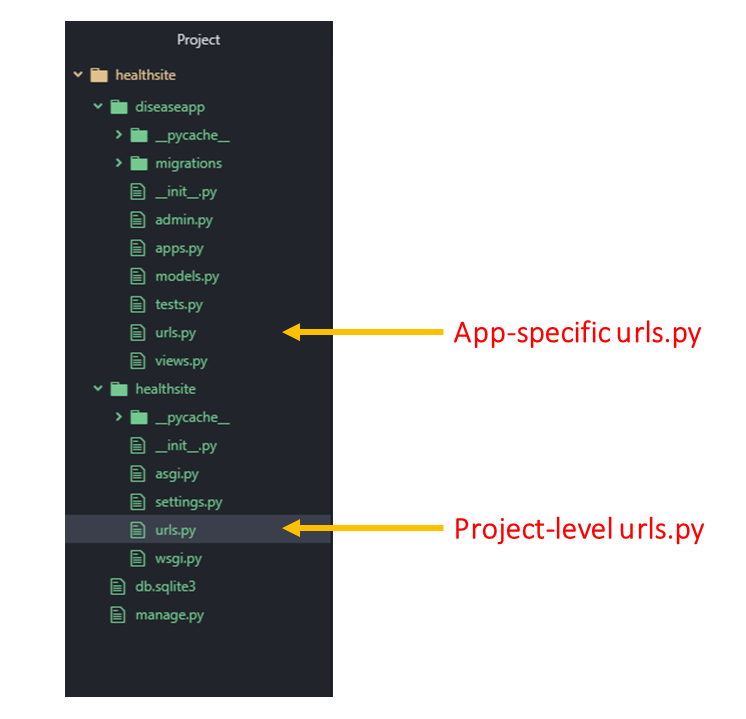 Project
healthsite
diseaseapp
__pycache__
migrations
__init__.py
admin.py
apps.py
models.py
tests.py
urls.py
App-specific urls.py
views.py
healthsite
__pycache__
__init__.py
asgi.py
settings.py
urls.py
Project-level urls.py
wsgi.py
db.sqlite3
manage.py